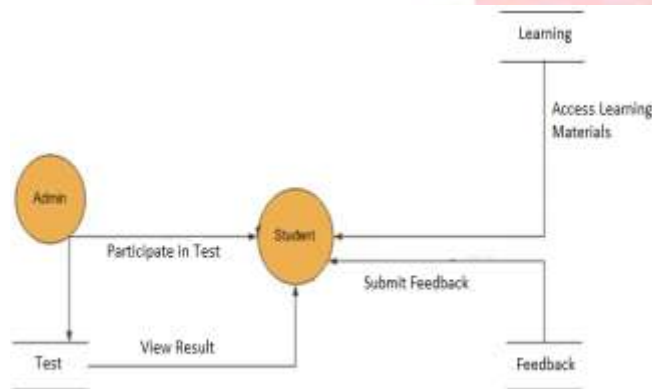 Learning
Access Learning
Materials
Admin
Student
Participate in Test
Submit Feedback
View Result
Test
Feedback